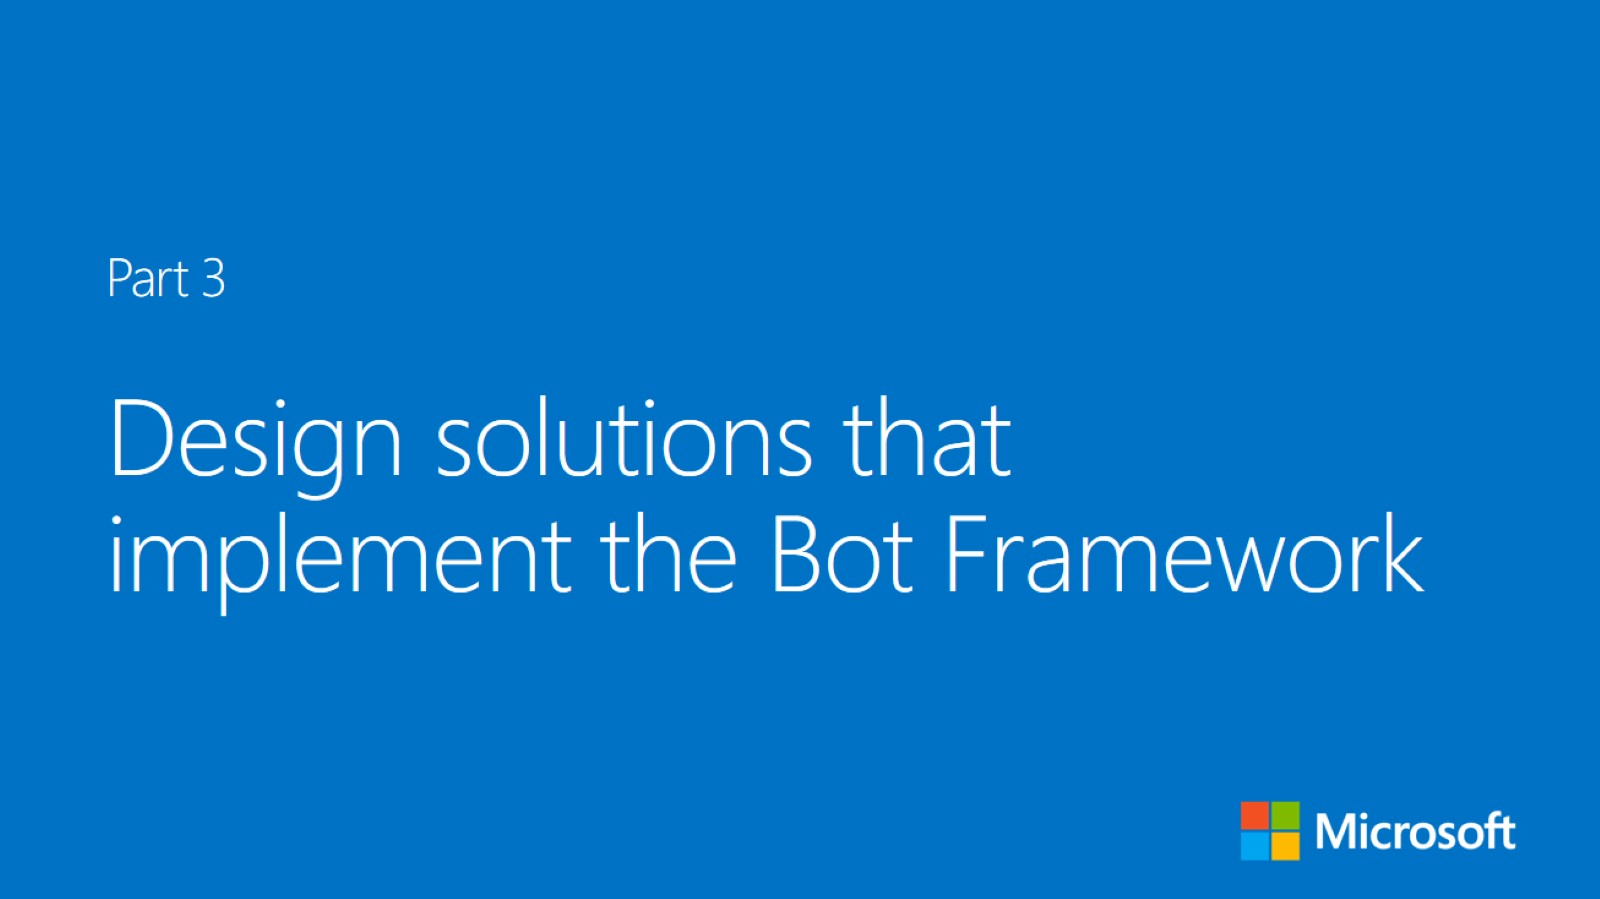 Part 3
Design solutions that
implement the Bot Framework
Microsoft